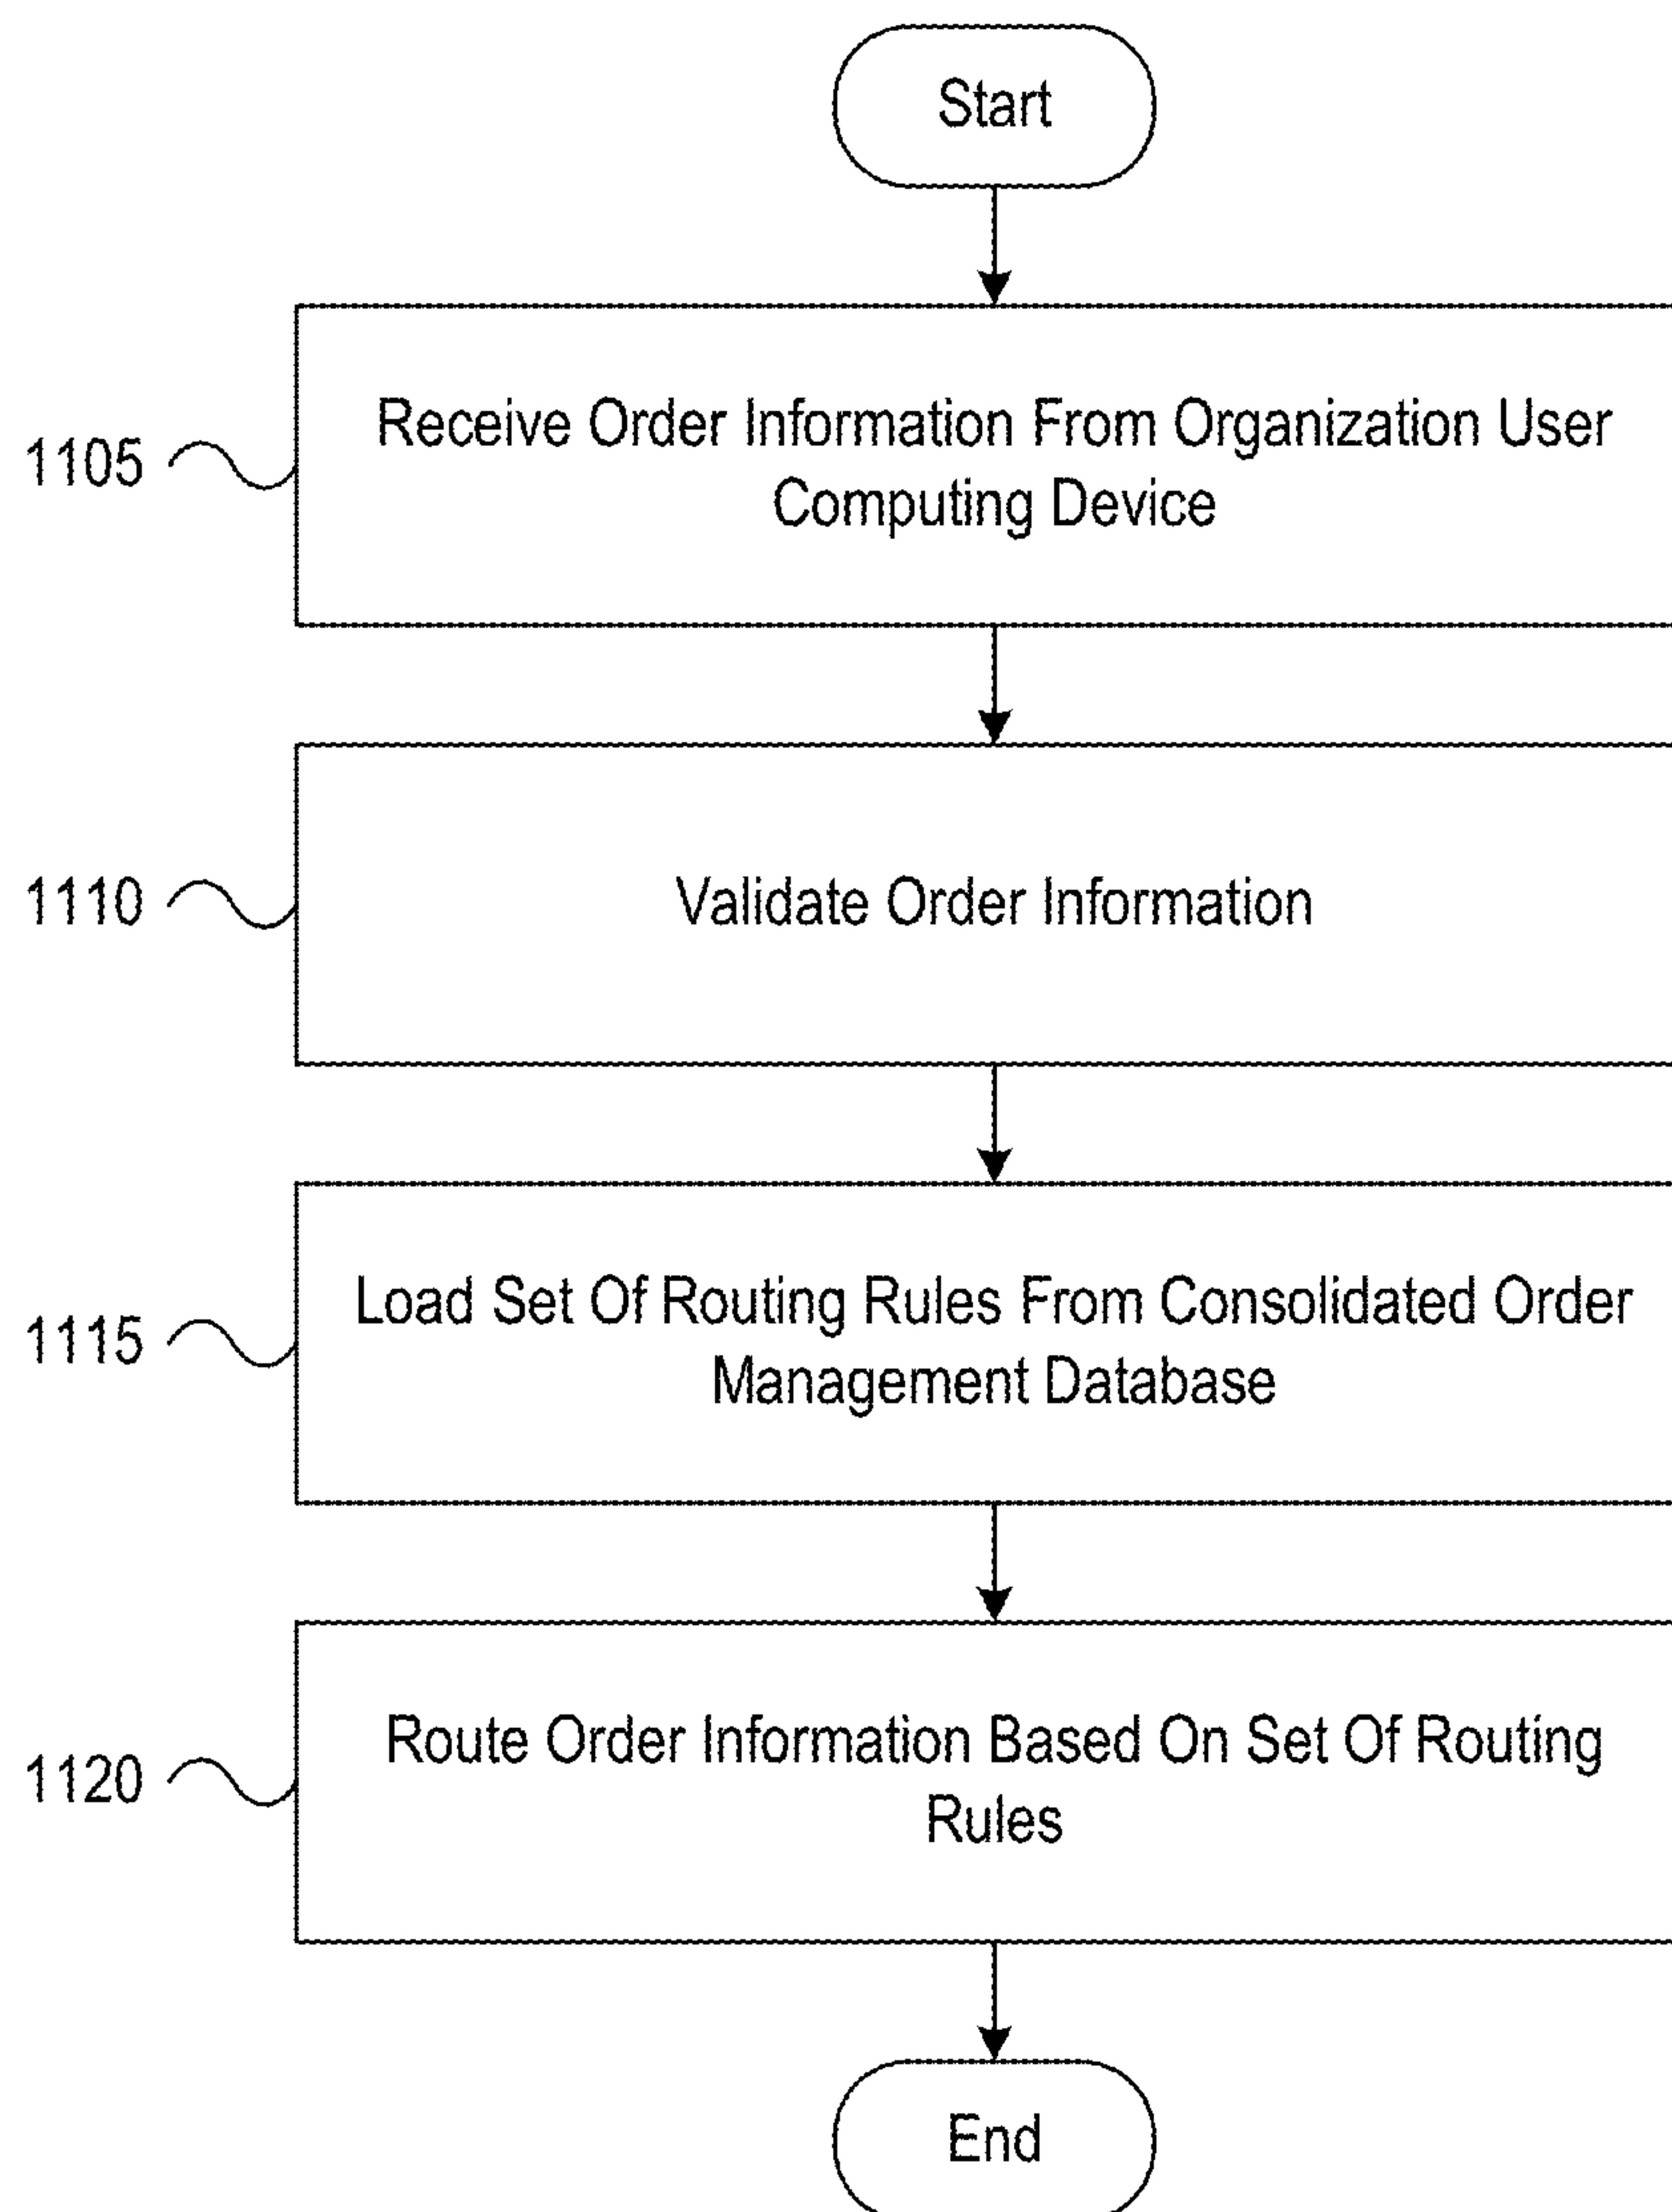 Start
1105
Receive Order Information From Organization User
Computing Device
1110
Validate Order Information
1115
Load Set Of Routing Rules From Consolidated Order
Management Database
1120
Route Order Information Based On Set Of Routing
Rules
End